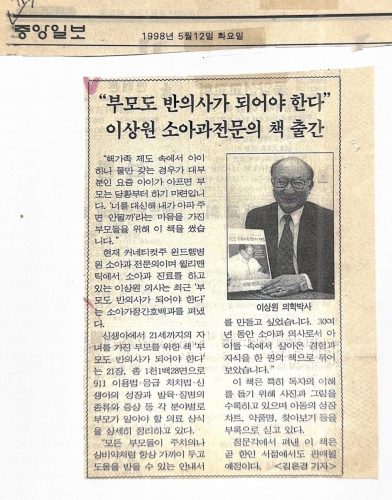 중앙일보
1998년 5월12일 화요일
“부모도 반의사가 되어야 한다”
이상원 소아과전문의 책 출간
“핵가족 제도 속에서 아이
하나 둘만 갖는 경우가 대부
분인 요즘 아이가 아프면 부
모는 당황부터 하기 마련입니
다. ‘너를 대신해 내가 아파 주
면 안될까’라는 마음을 가진
부모들을 위해 이 책을 썼습
니다.”
현재 커네티컷주 윈드햄병
원 소아과 전문의이며 윌리맨
틱에서 소아과 진료를 하고
있는 이상원 의사는 최근 ‘부
모도 반의사가 되어야 한다’
는 소아가정간호백과를 펴냈
다.
신생아에서 21세까지의 자
녀를 가진 부모를 위한 책 ‘부
모도 반의사가 되어야 한다’
는 21장, 총 1천1백28면으로
911 이용법·응급 처치법·신
생아의 성장과 발육·질병의
종류와 증상 등 각 분야별로
부모가 알아야 할 의료 상식
을 상세히 정리하고 있다.
“모든 부모들이 주치의나
상비약처럼 항상 가까이 두고
도움을 받을 수 있는 안내서
이상원 의학박사
를 만들고 싶었습니다. 30여
년 동안 소아과 의사로서 아이
들 속에서 살아온 경험과
지식을 한 권의 책으로 묶어
보았습니다.”
이 책은 특히 독자의 이해
를 돕기 위해 사진과 그림을
수록하고 있으며 아동의 성장
차트, 약품명, 찾아보기 등을
부록으로 싣고 있다.
침문각에서 펴낸 이 책은
곧 한인 서점에서도 판매될
예정이다. <김은경 기자>